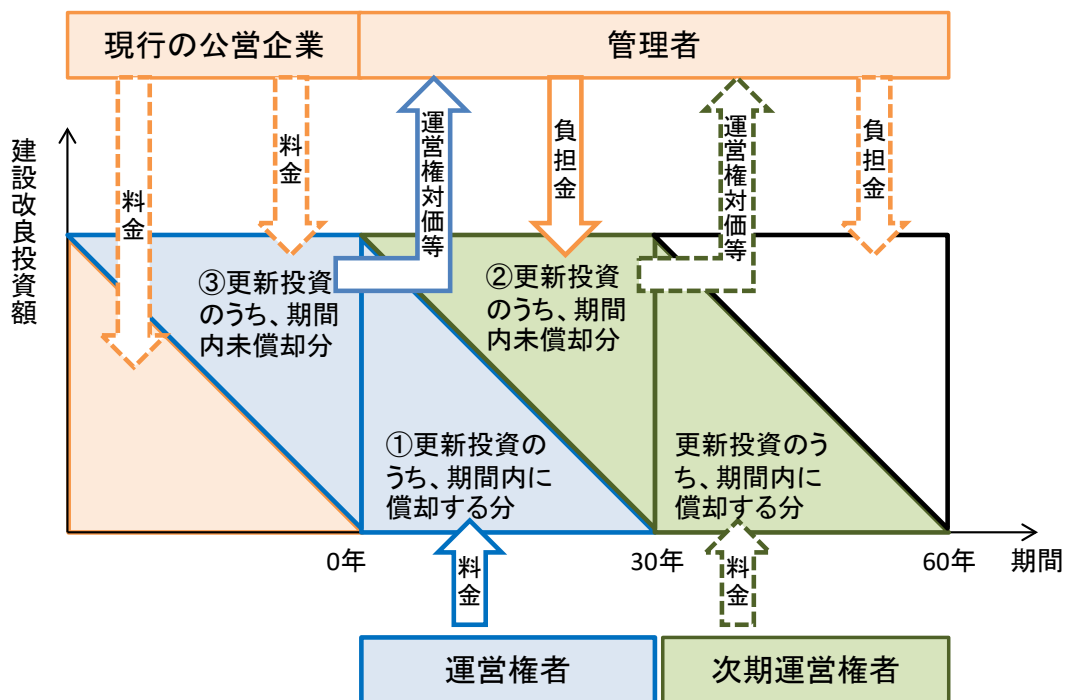 現行の公営企業
管理者
建設改良投資額
料金
料金
運営権対価等
負担金
運営権対価等
負担金
③更新投資
のうち、期間
内未償却分
②更新投資
のうち、期間
内未償却分
①更新投資の
うち、期間内に
償却する分
更新投資のう
ち、期間内に
償却する分
0年
30年
60年
期間
料金
料金
運営権者
次期運営権者